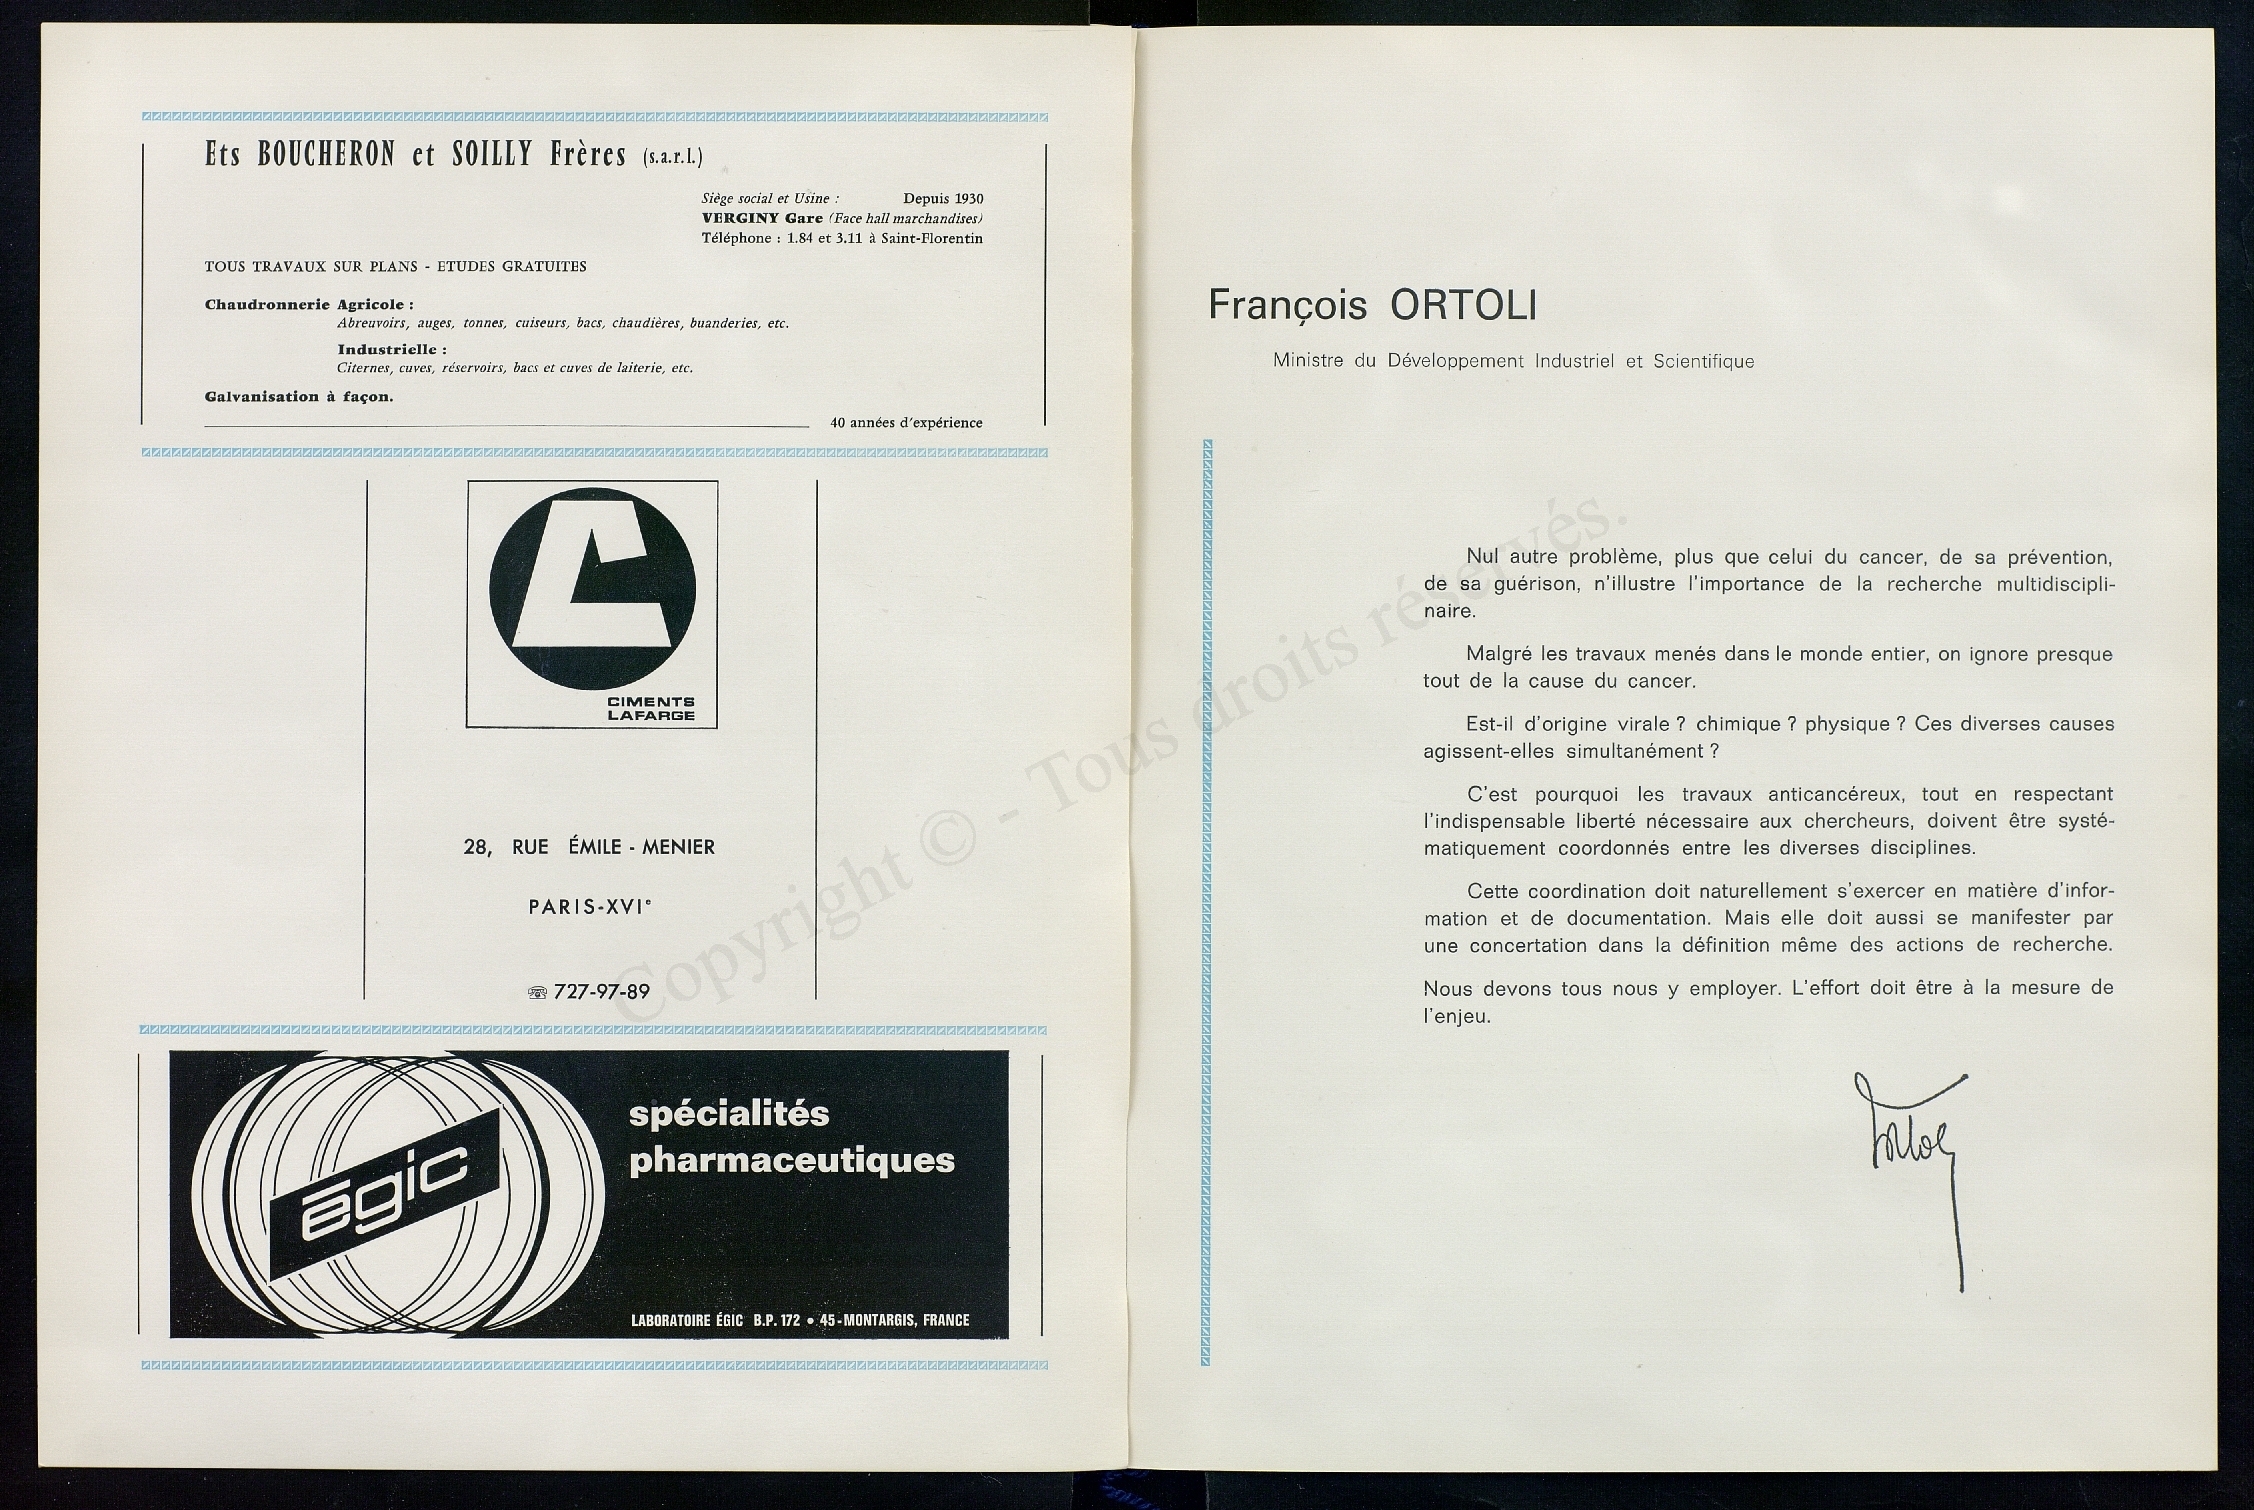 Ets BOUCHERON et SOILLY Frères (s.a.r.l.)
Siège social et Usine : Depuis 1930
VERGINY Gare (Face hall marchandises)
Téléphone : 1.84 et 3.11 à Saint-Florentin
TOUS TRAVAUX SUR PLANS - ETUDES GRATUITES
Chaudronnerie Agricole :
Abreuvoirs, auges, tonnes, cuiseurs, bacs, chaudières, buanderies, etc.
Industrielle :
Citernes, cuves, réservoirs, bacs et cuves de laiterie, etc.
Galvanisation à façon.
40 années d'expérience
CIMENTS
LAFARGE
28, RUE ÉMILE - MENIER
PARIS-XVIe
☎ 727-97-89
égic
spécialités
pharmaceutiques
LABORATOIRE ÉGIC B.P. 172 • 45-MONTARGIS, FRANCE
François ORTOLI
Ministre du Développement Industriel et Scientifique
Nul autre problème, plus que celui du cancer, de sa prévention,
de sa guérison, n'illustre l'importance de la recherche multidiscipli-
naire.
Malgré les travaux menés dans le monde entier, on ignore presque
tout de la cause du cancer.
Est-il d'origine virale ? chimique ? physique ? Ces diverses causes
agissent-elles simultanément ?
C'est pourquoi les travaux anticancéreux, tout en respectant
l'indispensable liberté nécessaire aux chercheurs, doivent être systé-
matiquement coordonnés entre les diverses disciplines.
Cette coordination doit naturellement s'exercer en matière d'infor-
mation et de documentation. Mais elle doit aussi se manifester par
une concertation dans la définition même des actions de recherche.
Nous devons tous nous y employer. L'effort doit être à la mesure de
l'enjeu.
Copyright © - Tous droits réservés.